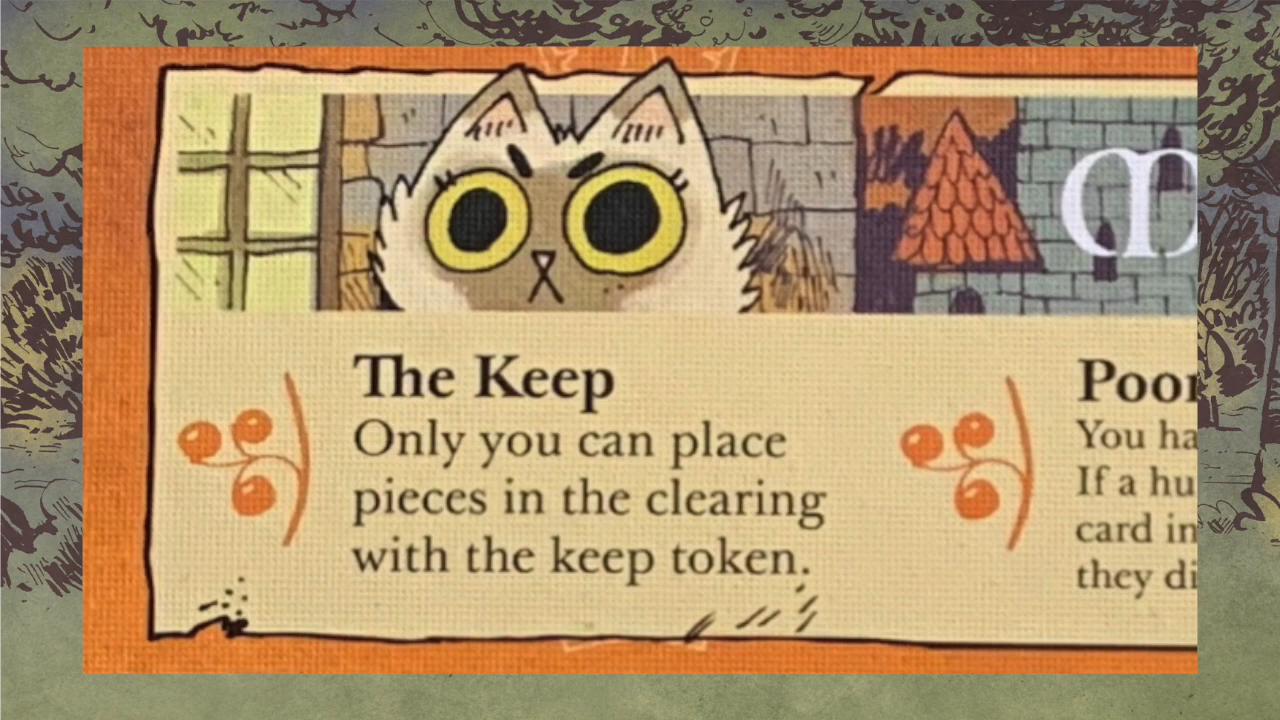 The Keep
Only you can place
pieces in the clearing
with the keep token.
You ha
If a hu
card in
they di